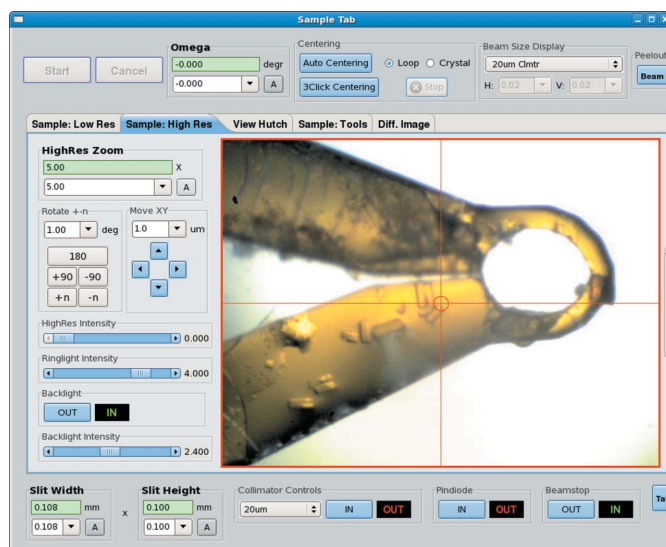 Sample Tab
Start
Cancel
Omega
-0.000
degr
-0.000
A
Centering
Auto Centering
Loop
Crystal
3Click Centering
Stop
Beam Size Display
20um Clmtr
H:
0.02
V:
0.02
Peelou
Beam
Sample: Low Res
Sample: High Res
View Hutch
Sample: Tools
Diff. Image
HighRes Zoom
5.00
X
5.00
A
Rotate +-n
1.00
deg
180
+90
-90
+n
-n
Move XY
1.0
um
HighRes Intensity
0.000
Ringlight Intensity
4.000
Backlight
OUT
IN
Backlight Intensity
2.400
Slit Width
0.108
mm
0.108
A
x
Slit Height
0.100
mm
0.100
A
Collimator Controls
20um
IN
OUT
Pindiode
IN
OUT
Beamstop
OUT
IN
Ta